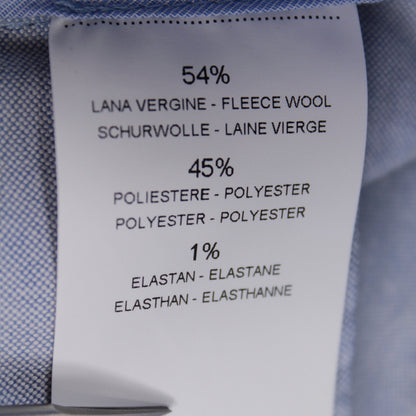 54%
LANA VERGINE - FLEECE WOOL
SCHURWOLLE - LAINE VIERGE
45%
POLIESTERE - POLYESTER
POLYESTER - POLYESTER
1%
ELASTAN - ELASTANE
ELASTHAN - ELASTHANNE